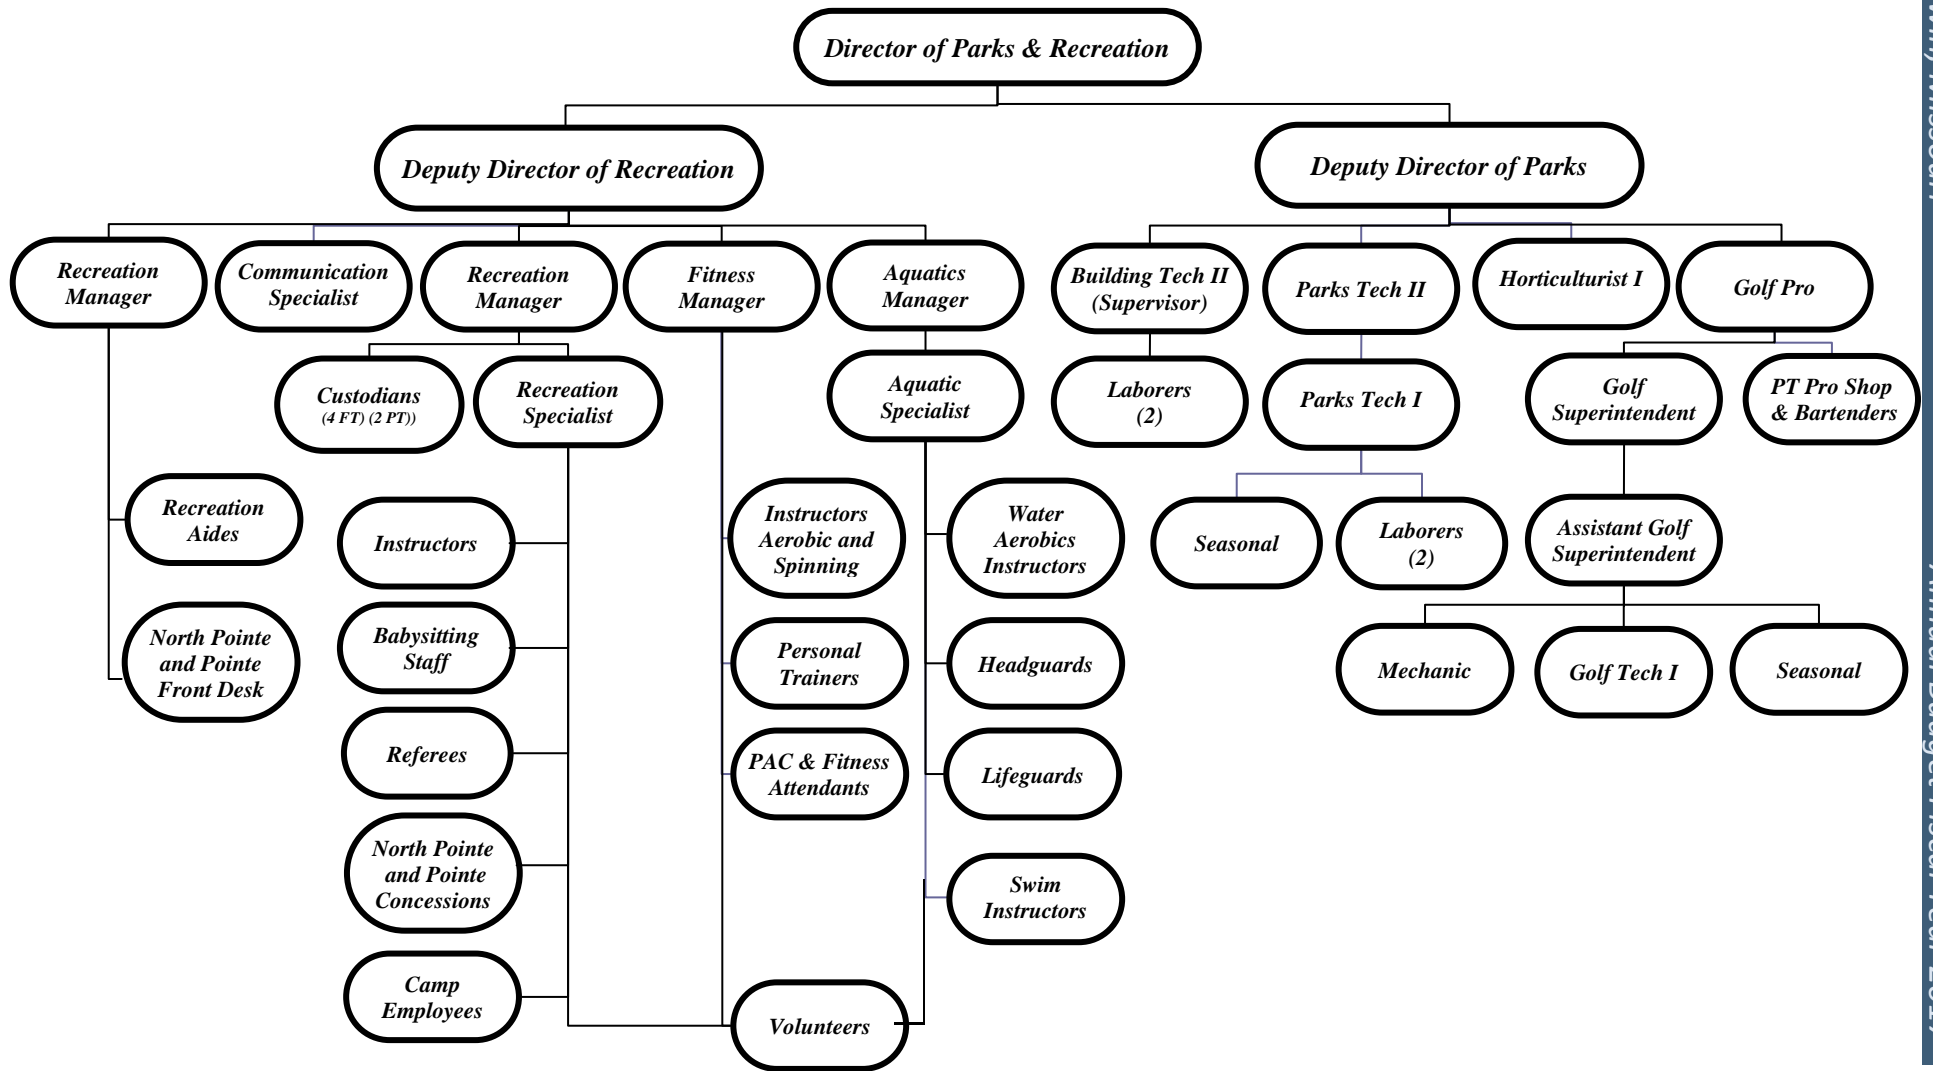 Director of Parks & Recreation
Deputy Director of Recreation
Deputy Director of Parks
Recreation
Manager
Communication
Specialist
Recreation
Manager
Fitness
Manager
Aquatics
Manager
Building Tech II
(Supervisor)
Parks Tech II
Horticulturist I
Golf Pro
Custodians
(4 FT) (2 PT))
Recreation
Specialist
Aquatic
Specialist
Laborers
(2)
Parks Tech I
Golf
Superintendent
PT Pro Shop
& Bartenders
Recreation
Aides
Instructors
Instructors
Aerobic and
Spinning
Water
Aerobics
Instructors
Seasonal
Laborers
(2)
Assistant Golf
Superintendent
North Pointe
and Pointe
Front Desk
Babysitting
Staff
Personal
Trainers
Headguards
Mechanic
Golf Tech I
Seasonal
Referees
PAC & Fitness
Attendants
Lifeguards
North Pointe
and Pointe
Concessions
Swim
Instructors
Camp
Employees
Volunteers